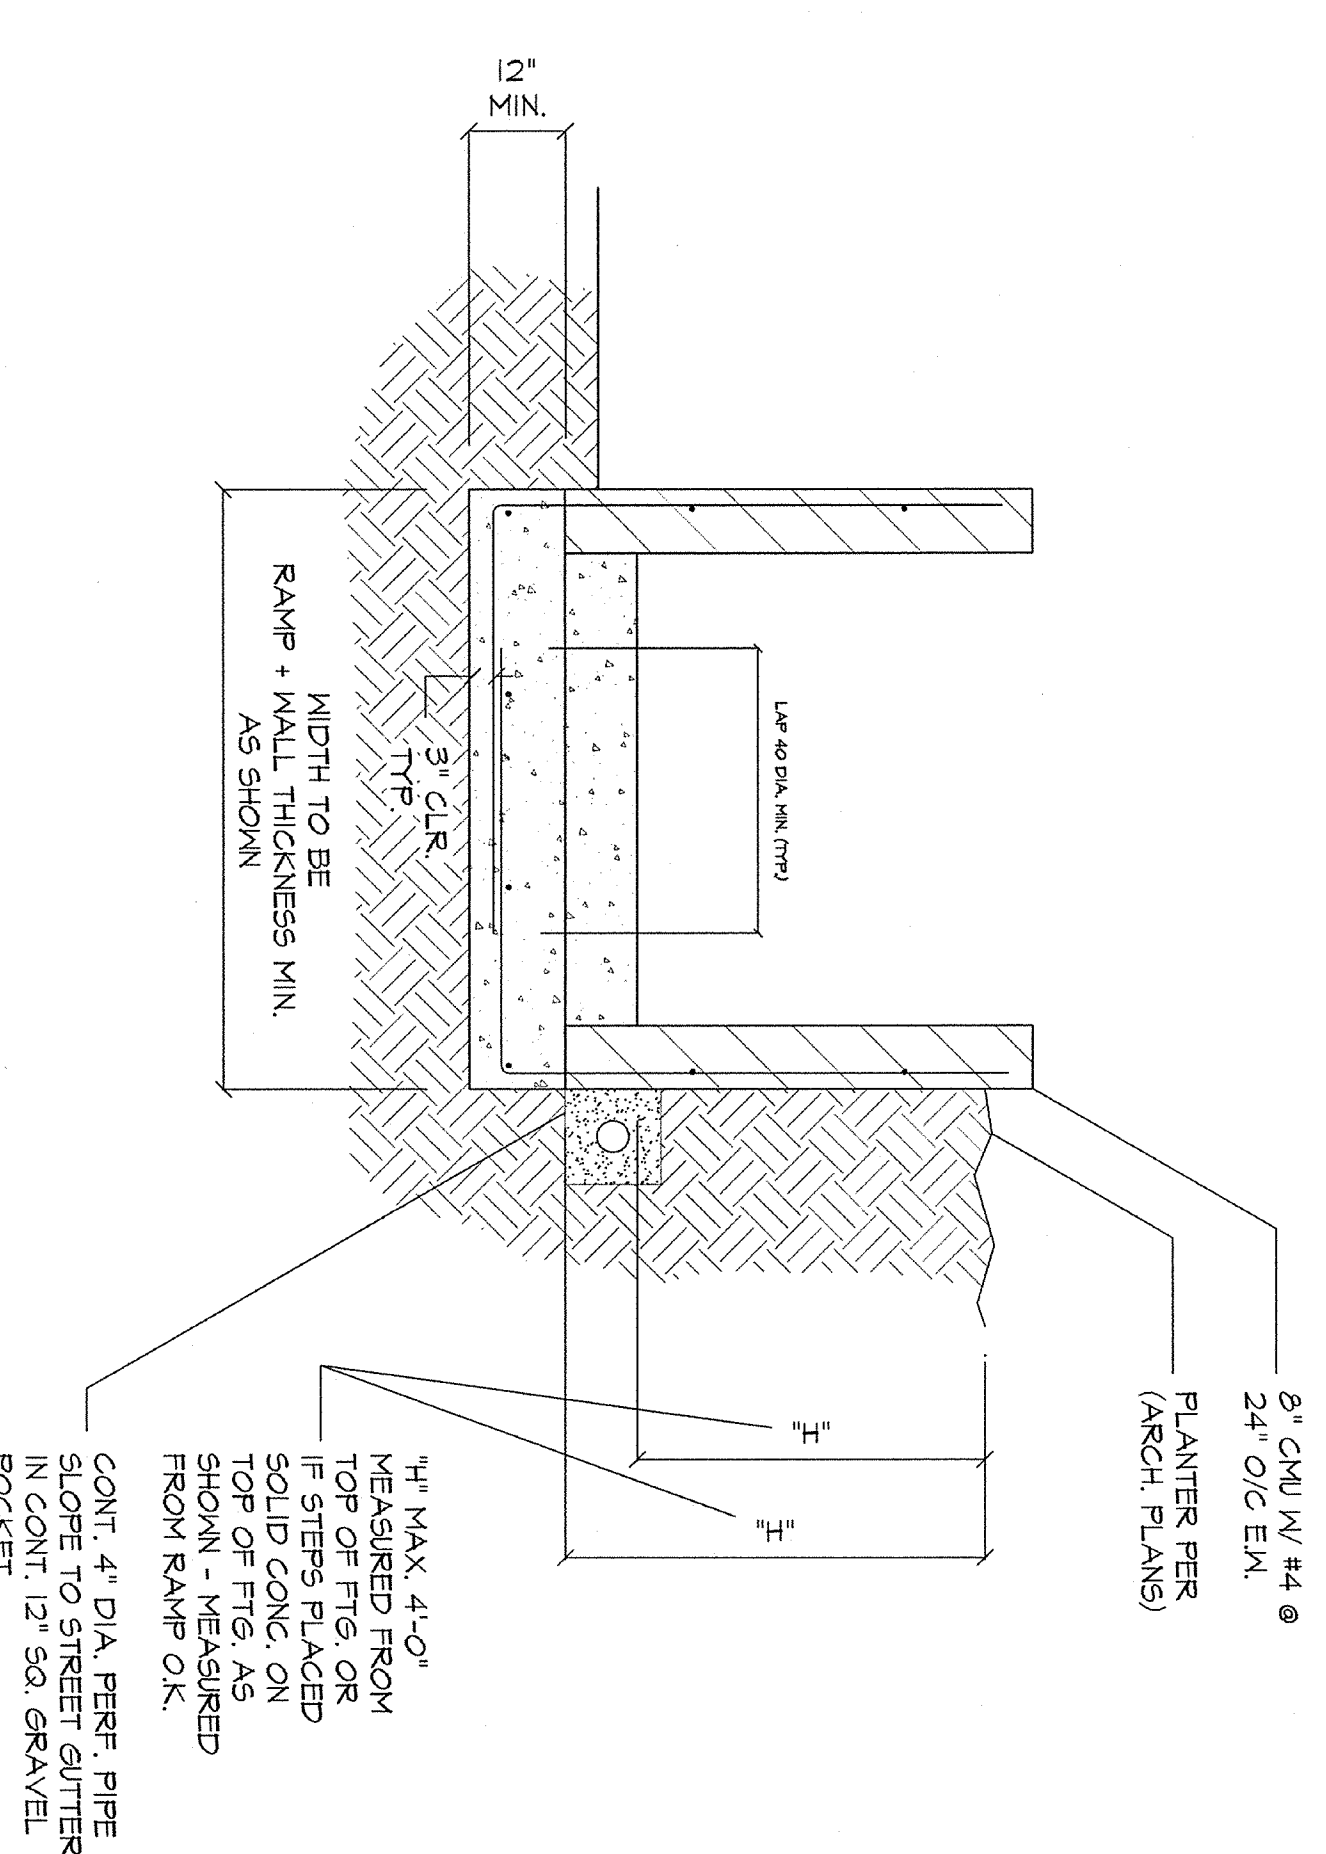 12"
MIN.
8" CMU W/ #4 @
24" O/C E.W.
PLANTER PER
(ARCH. PLANS)
LAP 40 DIA. MIN. (TYP.)
"H"
"H"
3" CLR.
TYP.
WIDTH TO BE
RAMP + WALL THICKNESS MIN.
AS SHOWN
"H" MAX. 4'-0"
MEASURED FROM
TOP OF FTG. OR
IF STEPS PLACED
SOLID CONC. ON
TOP OF FTG. AS
SHOWN - MEASURED
FROM RAMP O.K.
CONT. 4" DIA. PERF. PIPE
SLOPE TO STREET GUTTER
IN CONT. 12" SQ. GRAVEL
POCKET